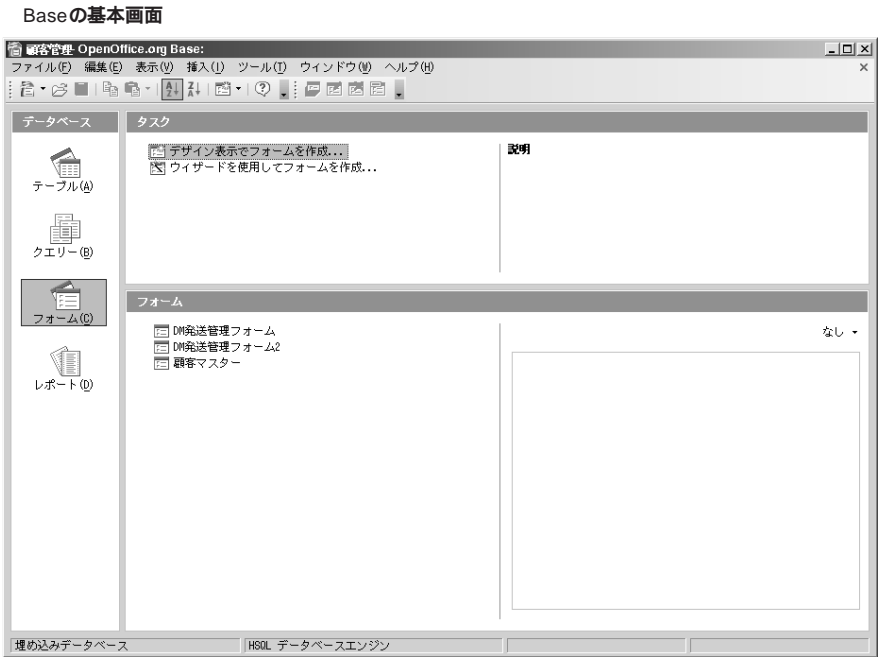 Baseの基本画面
顧客管理 - OpenOffice.org Base:
ファイル(F) 編集(E) 表示(V) 挿入(I) ツール(T) ウィンドウ(W) ヘルプ(H)
データベース
タスク
テーブル(A)
クエリー(B)
フォーム(C)
レポート(D)
デザイン表示でフォームを作成...
ウィザードを使用してフォームを作成...
説明
フォーム
DM発送管理フォーム
DM発送管理フォーム2
顧客マスター
なし
埋め込みデータベース
HSQL データベースエンジン